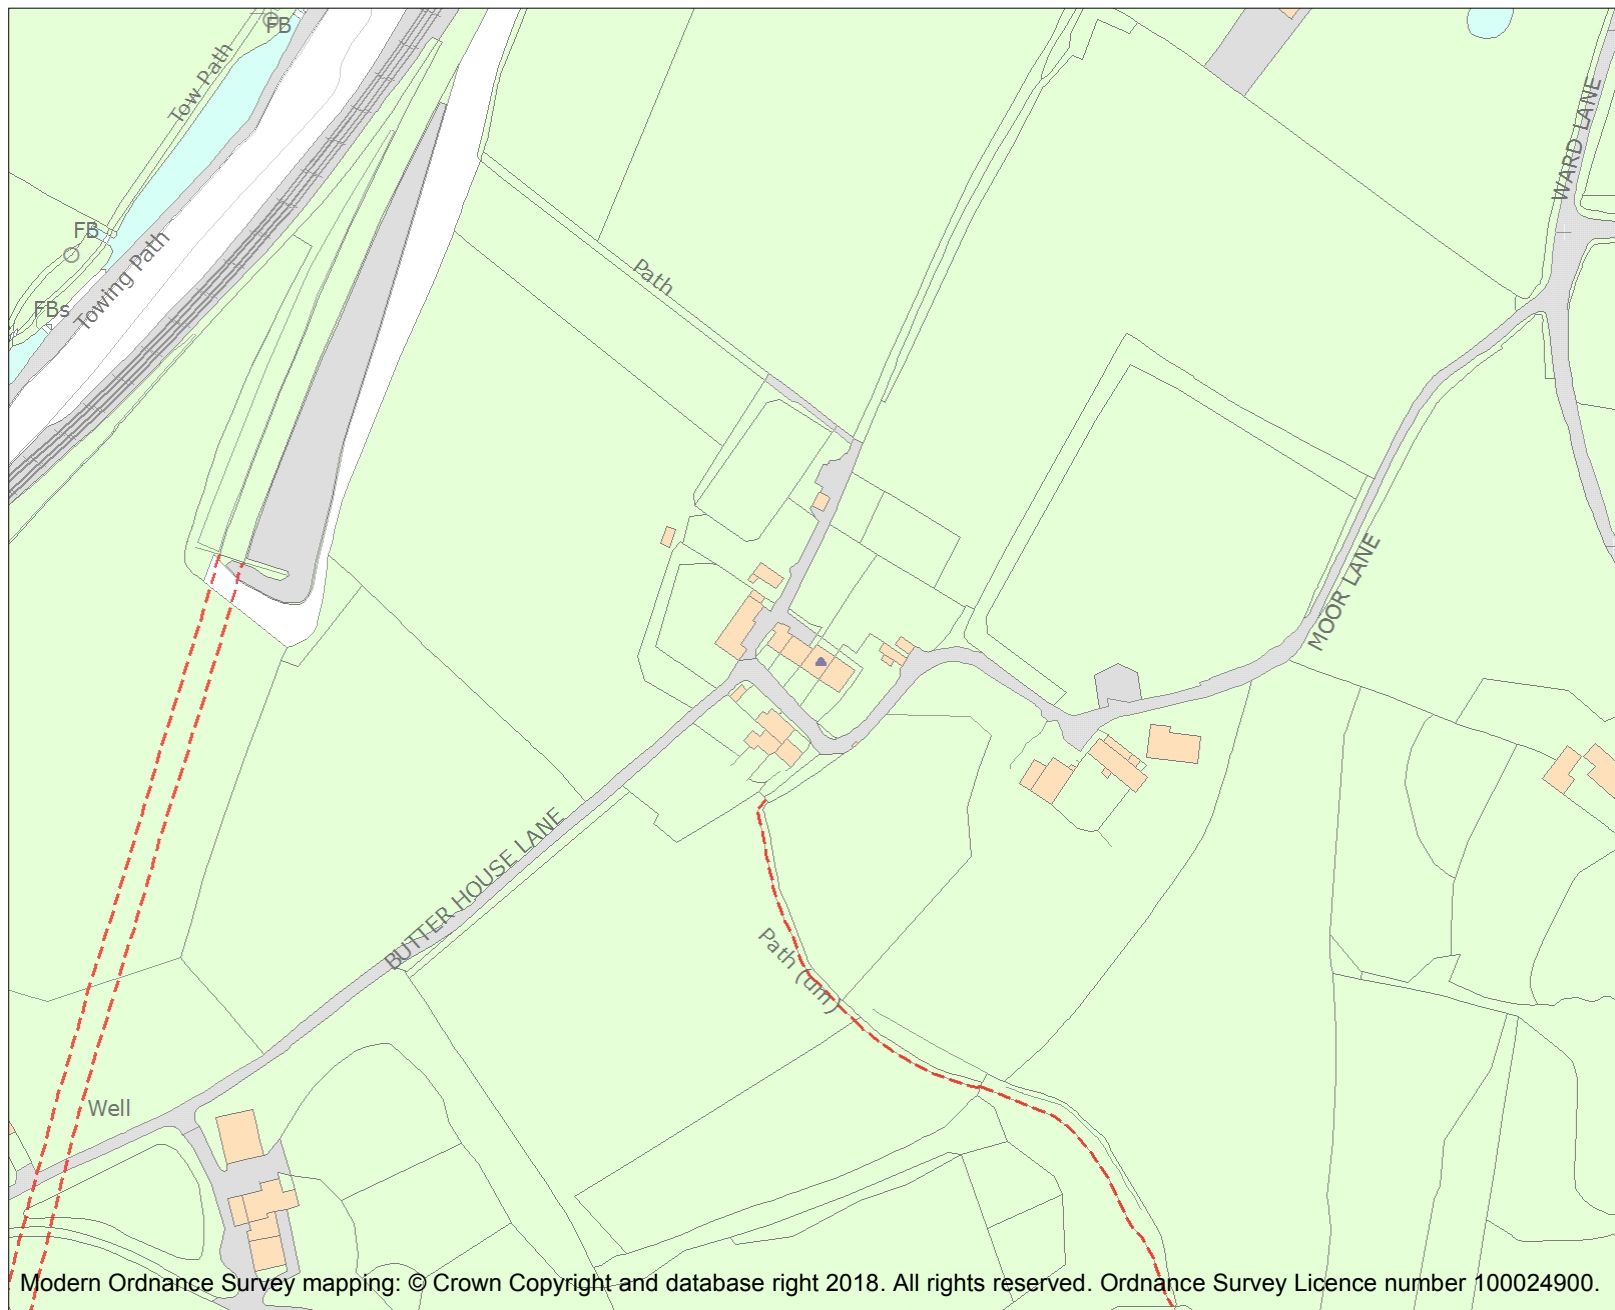 FB
Tow Path
WARD LANE
FB
Towing Path
Path
FBs
MOOR LANE
BUTTER HOUSE LANE
Path (um)
Well
Modern Ordnance Survey mapping: © Crown Copyright and database right 2018. All rights reserved. Ordnance Survey Licence number 100024900.